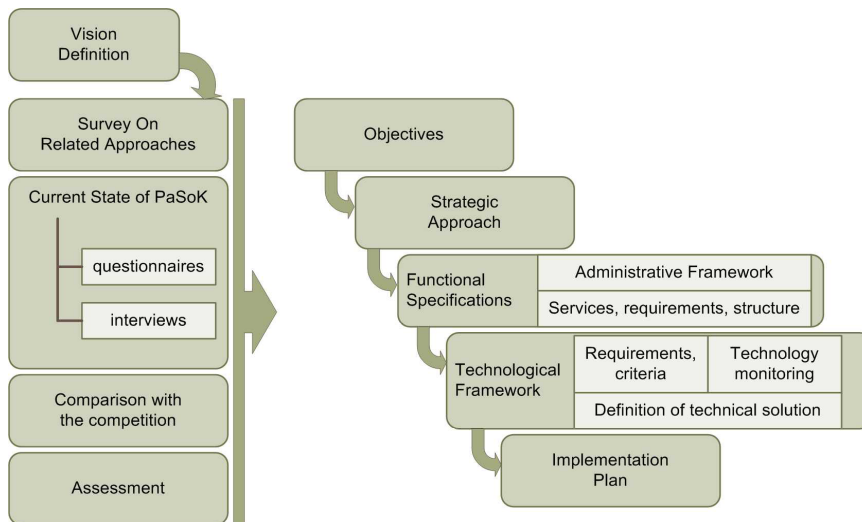 Vision
Definition
Survey On
Related Approaches
Current State of PaSoK
questionnaires
interviews
Comparison with
the competition
Assessment
Objectives
Strategic
Approach
Functional
Specifications
Administrative Framework
Services, requirements, structure
Technological
Framework
Requirements,
criteria
Technology
monitoring
Definition of technical solution
Implementation
Plan